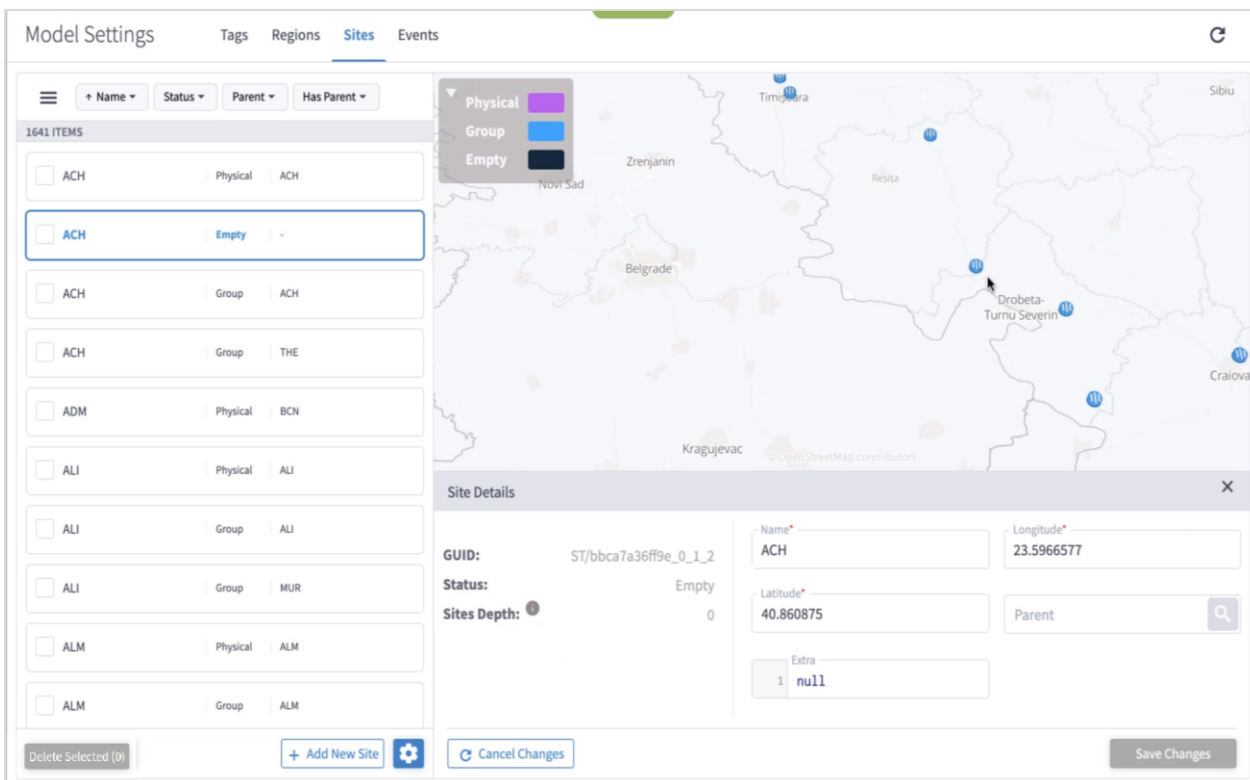 Model Settings Tags Regions Sites Events
+ Name Status Parent Has Parent
1641 ITEMS
ACH Physical ACH
ACH Empty -
ACH Group ACH
ACH Group THE
ADM Physical BCN
ALI Physical ALI
ALI Group ALI
ALI Group MUR
ALM Physical ALM
ALM Group ALM
Delete Selected (0)
+ Add New Site
Physical
Group
Empty
Timișoara
Sibiu
Zrenjanin
Reșița
Novi Sad
Belgrade
Drobeta-
Turnu Severin
Craiova
Kragujevac
© OpenStreetMap contributors
Site Details
GUID: ST/bbca7a36ff9e_0_1_2
Status: Empty
Sites Depth: 0
Name*
ACH
Longitude*
23.5966577
Latitude*
40.860875
Parent
Extra
1 null
Cancel Changes
Save Changes